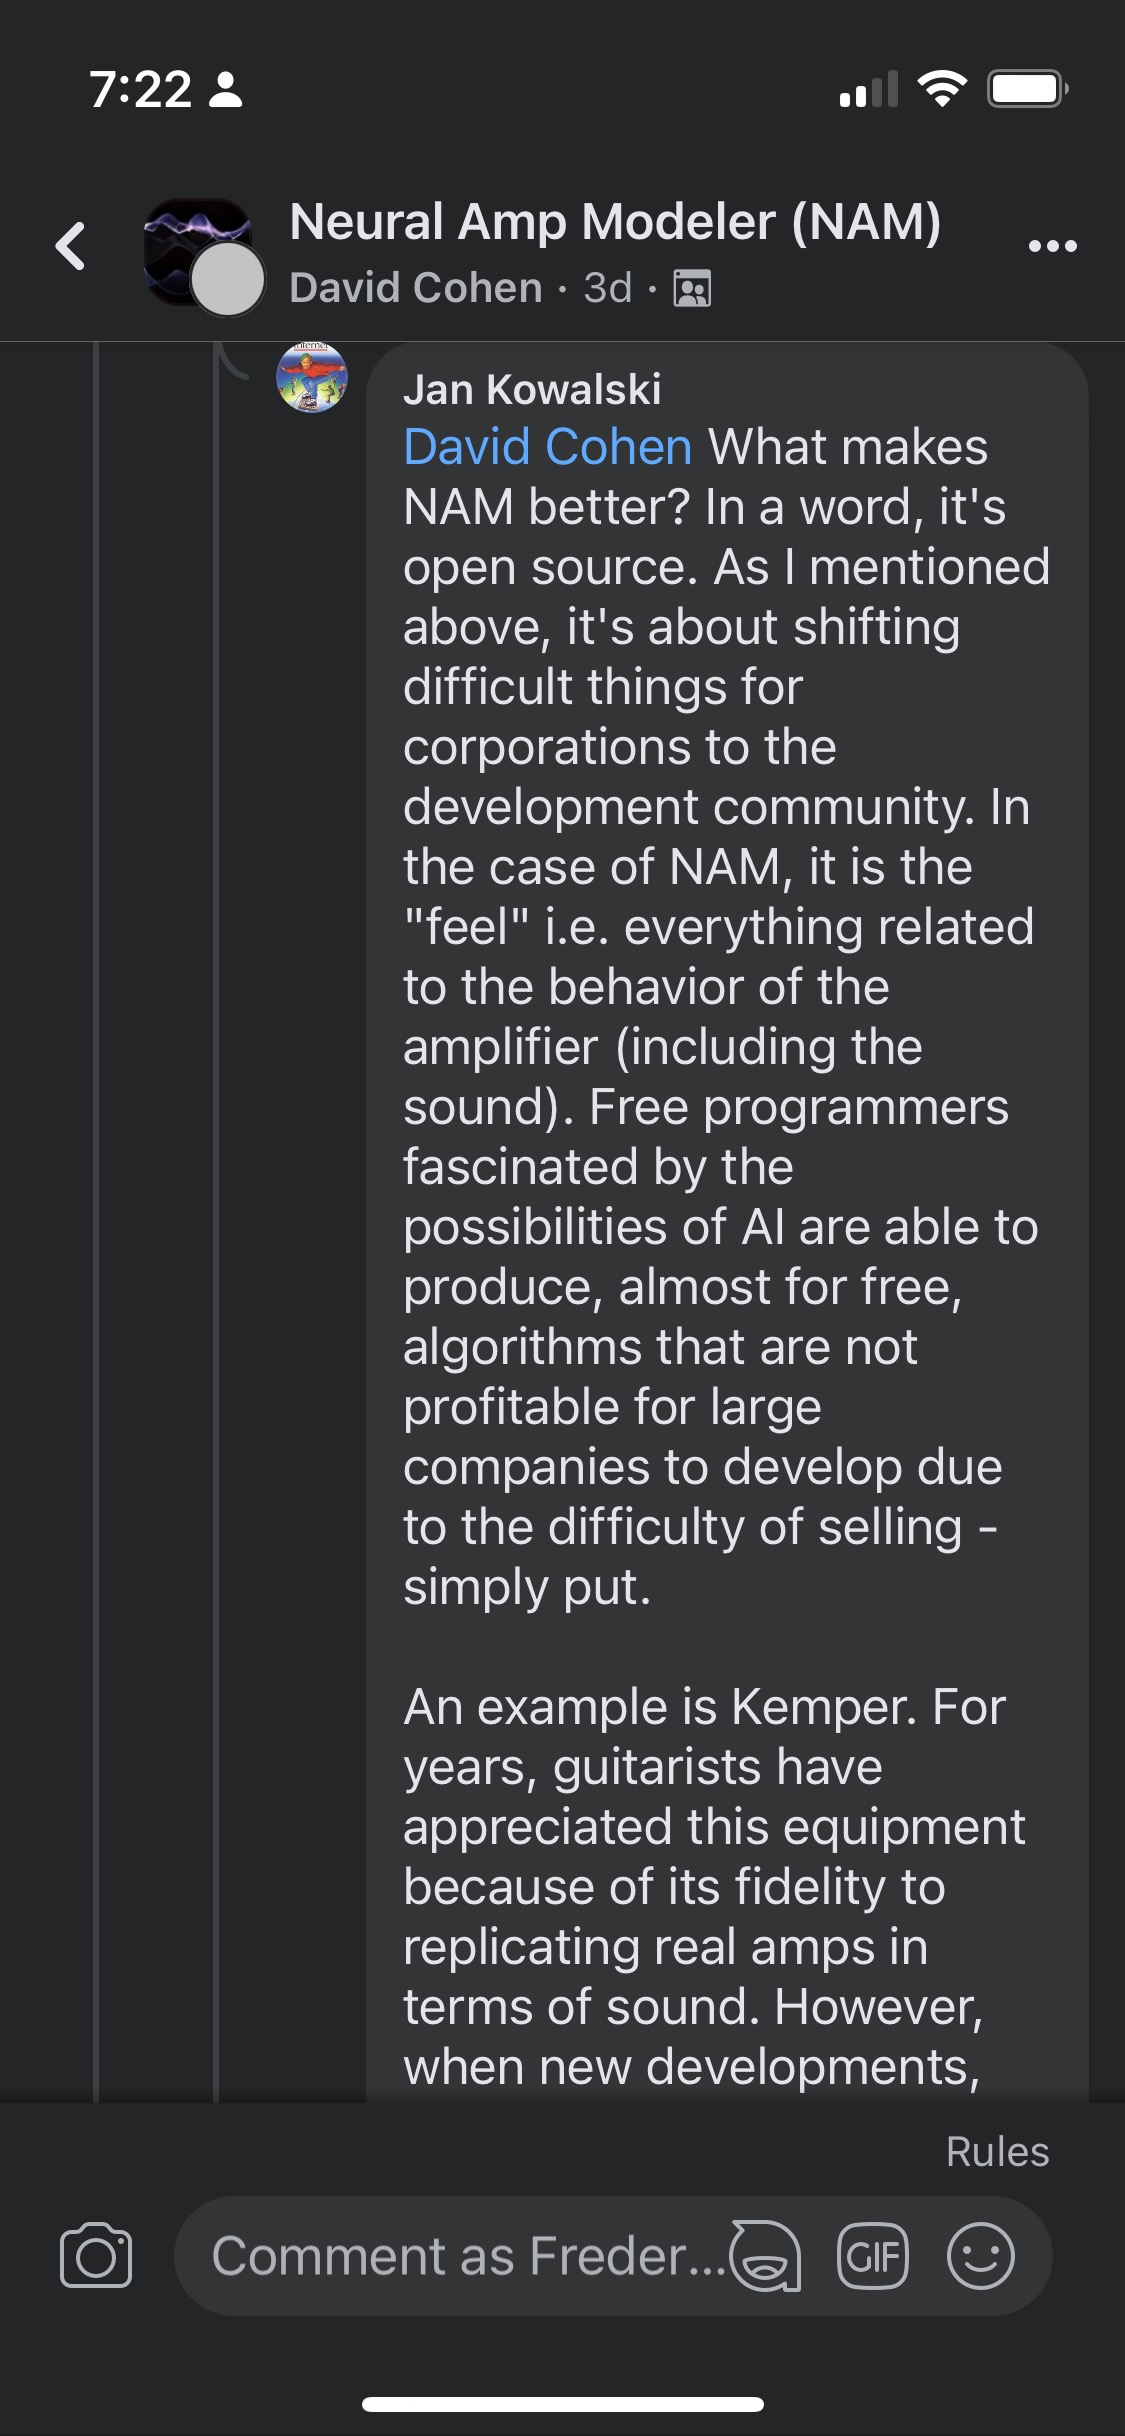 7:22
Neural Amp Modeler (NAM)
David Cohen · 3d ·
Jan Kowalski
David Cohen What makes
NAM better? In a word, it's
open source. As I mentioned
above, it's about shifting
difficult things for
corporations to the
development community. In
the case of NAM, it is the
"feel" i.e. everything related
to the behavior of the
amplifier (including the
sound). Free programmers
fascinated by the
possibilities of AI are able to
produce, almost for free,
algorithms that are not
profitable for large
companies to develop due
to the difficulty of selling -
simply put.
An example is Kemper. For
years, guitarists have
appreciated this equipment
because of its fidelity to
replicating real amps in
terms of sound. However,
when new developments,
Rules
Comment as Freder...
GIF